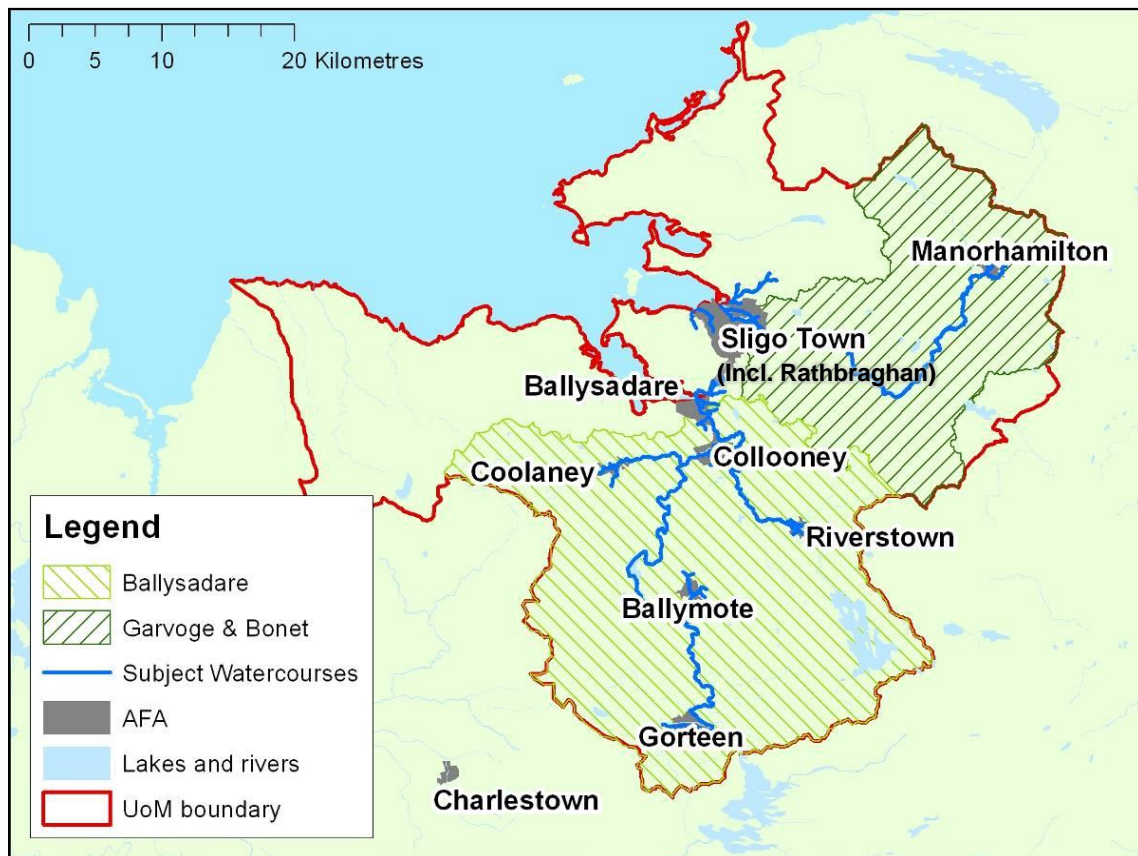 0 5 10 20 Kilometres
Manorhamilton
Sligo Town
(Incl. Rathbraghan)
Ballysadare
Collooney
Coolaney
Riverstown
Ballymote
Gorteen
Charlestown
Legend
Ballysadare
Garvoge & Bonet
Subject Watercourses
AFA
Lakes and rivers
UoM boundary